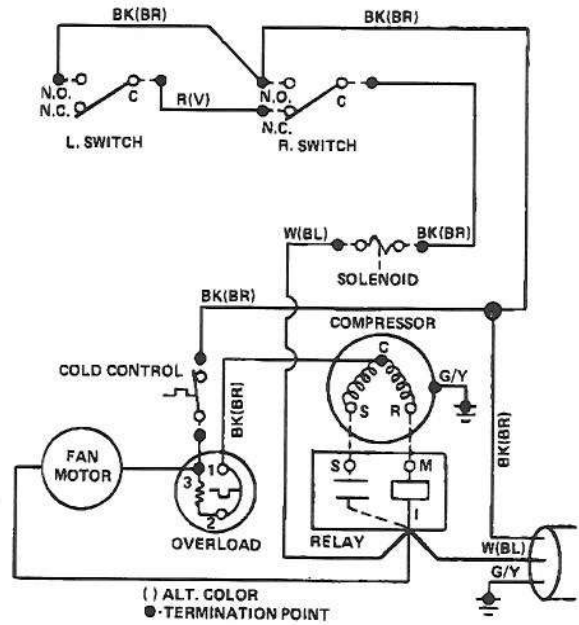 BK(BR)
BK(BR)
N.O.
C
N.O.
C
N.C.
R(V)
N.C.
L. SWITCH
R. SWITCH
W(BL)
BK(BR)
SOLENOID
BK(BR)
COMPRESSOR
C
COLD CONTROL
G/Y
BK(BR)
S
R
BK(BR)
FAN
MOTOR
1
S
M
3
2
I
OVERLOAD
RELAY
W(BL)
G/Y
( ) ALT. COLOR
●-TERMINATION POINT